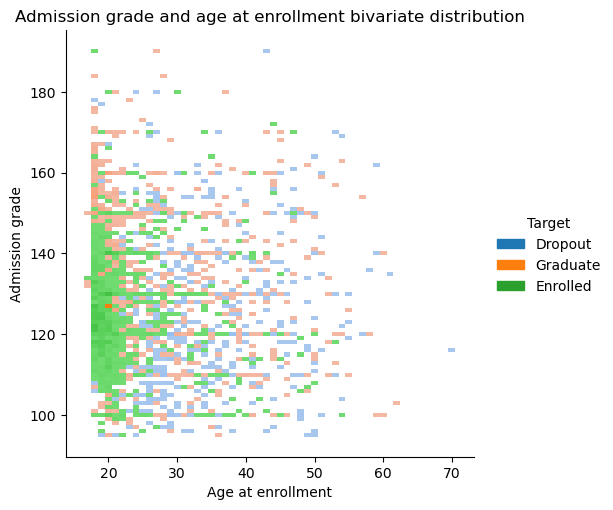 Admission grade and age at enrollment bivariate distribution
180
160
140
120
100
Admission grade
20 30 40 50 60 70
Age at enrollment
Target
Dropout
Graduate
Enrolled